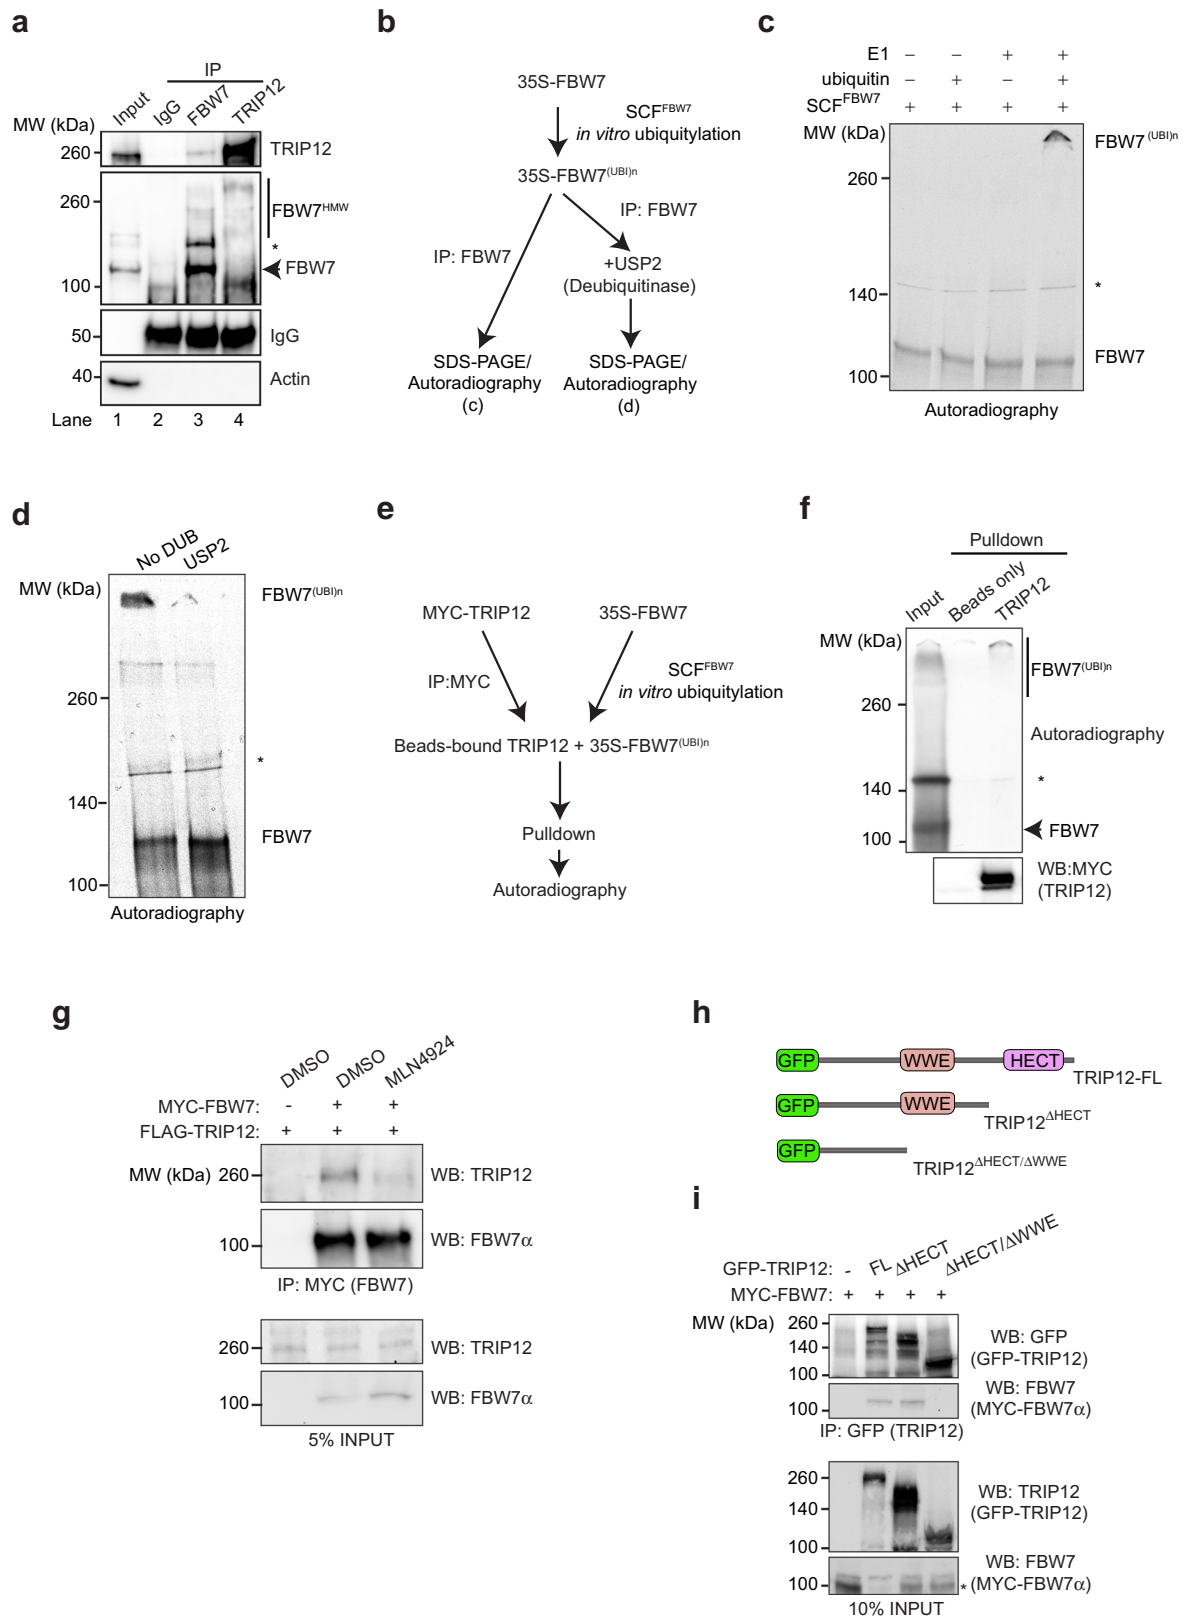 a
IP
Input
IgG
FBW7
TRIP12
MW (kDa)
260
TRIP12
260
FBW7HMW
*
FBW7
100
50
IgG
40
Actin
Lane 1 2 3 4
b
35S-FBW7
SCFFBW7
in vitro ubiquitylation
35S-FBW7(UBI)n
IP: FBW7
IP: FBW7
+USP2
(Deubiquitinase)
SDS-PAGE/
Autoradiography
(c)
SDS-PAGE/
Autoradiography
(d)
c
E1 – – + +
ubiquitin – + – +
SCFFBW7 + + + +
MW (kDa)
FBW7(UBI)n
260
140
*
FBW7
100
Autoradiography
d
No DUB
USP2
MW (kDa)
FBW7(UBI)n
260
*
140
FBW7
100
Autoradiography
e
MYC-TRIP12
35S-FBW7
IP:MYC
SCFFBW7
in vitro ubiquitylation
Beads-bound TRIP12 + 35S-FBW7(UBI)n
Pulldown
Autoradiography
f
Pulldown
Input
Beads only
TRIP12
MW (kDa)
FBW7(UBI)n
260
Autoradiography
*
140
FBW7
100
WB:MYC
(TRIP12)
g
DMSO
DMSO
MLN4924
MYC-FBW7: - + +
FLAG-TRIP12: + + +
MW (kDa) 260
WB: TRIP12
100
WB: FBW7α
IP: MYC (FBW7)
260
WB: TRIP12
100
WB: FBW7α
5% INPUT
h
GFP WWE HECT
TRIP12-FL
GFP WWE
TRIP12ΔHECT
GFP
TRIP12ΔHECT/ΔWWE
i
GFP-TRIP12: - FL ΔHECT ΔHECT/ΔWWE
MYC-FBW7: + + + +
MW (kDa) 260
140
100
WB: GFP
(GFP-TRIP12)
100
WB: FBW7
(MYC-FBW7α)
IP: GFP (TRIP12)
260
140
100
WB: TRIP12
(GFP-TRIP12)
100
*
WB: FBW7
(MYC-FBW7α)
10% INPUT